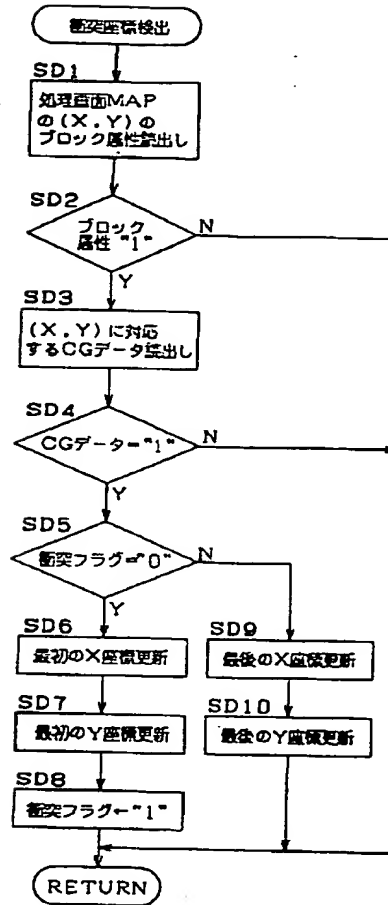 衝突座標検出
SD1
処理画面MAP
の(X,Y)の
ブロック属性読出し
SD2
ブロック
属性"1"
N
Y
SD3
(X,Y)に対応
するCGデータ読出し
SD4
CGデータ="1"
N
Y
SD5
衝突フラグ="0"
N
Y
SD6
最初のX座標更新
SD9
最後のX座標更新
SD7
最初のY座標更新
SD10
最後のY座標更新
SD8
衝突フラグ←"1"
RETURN